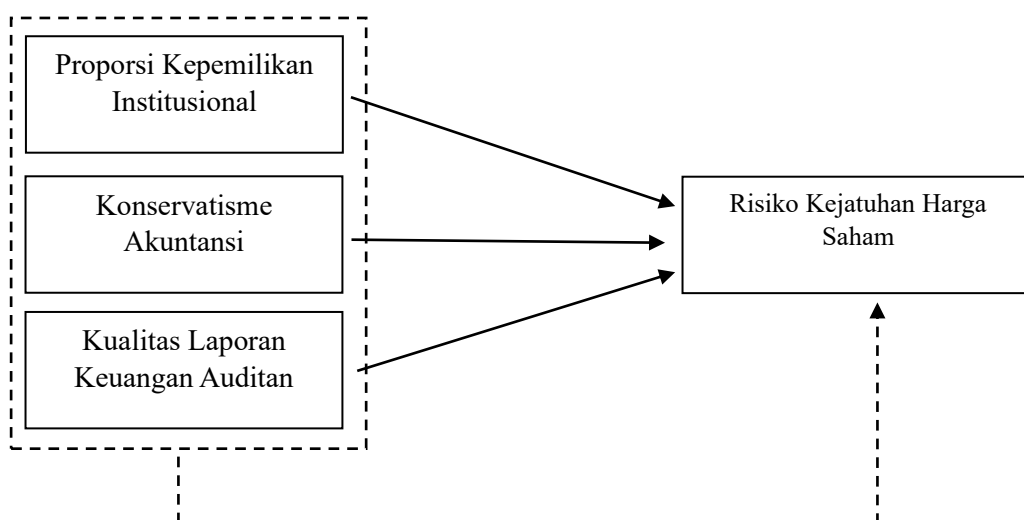 Proporsi Kepemilikan
Institusional
Konservatisme
Akuntansi
Kualitas Laporan
Keuangan Auditan
Risiko Kejatuhan Harga
Saham